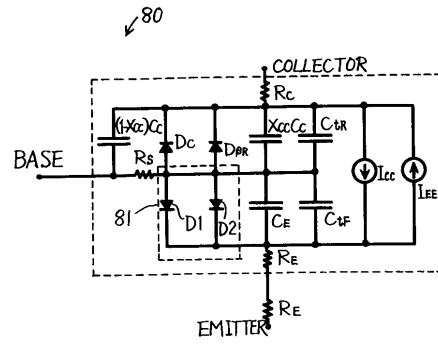 80
COLLECTOR
RC
(1-XCC)CC
DC
DβR
XCCCC
CtR
BASE
RS
ICC
IEE
81
D1
D2
CE
CtF
RE
RE
EMITTER